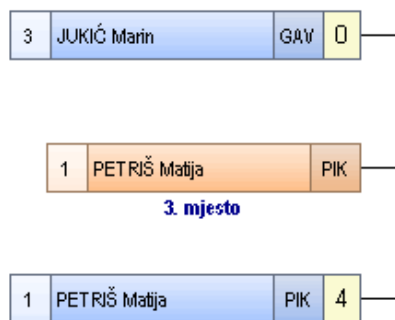 3 JUKIĆ Marin GAV 0
1 PETRIŠ Matija PIK
3. mjesto
1 PETRIŠ Matija PIK 4